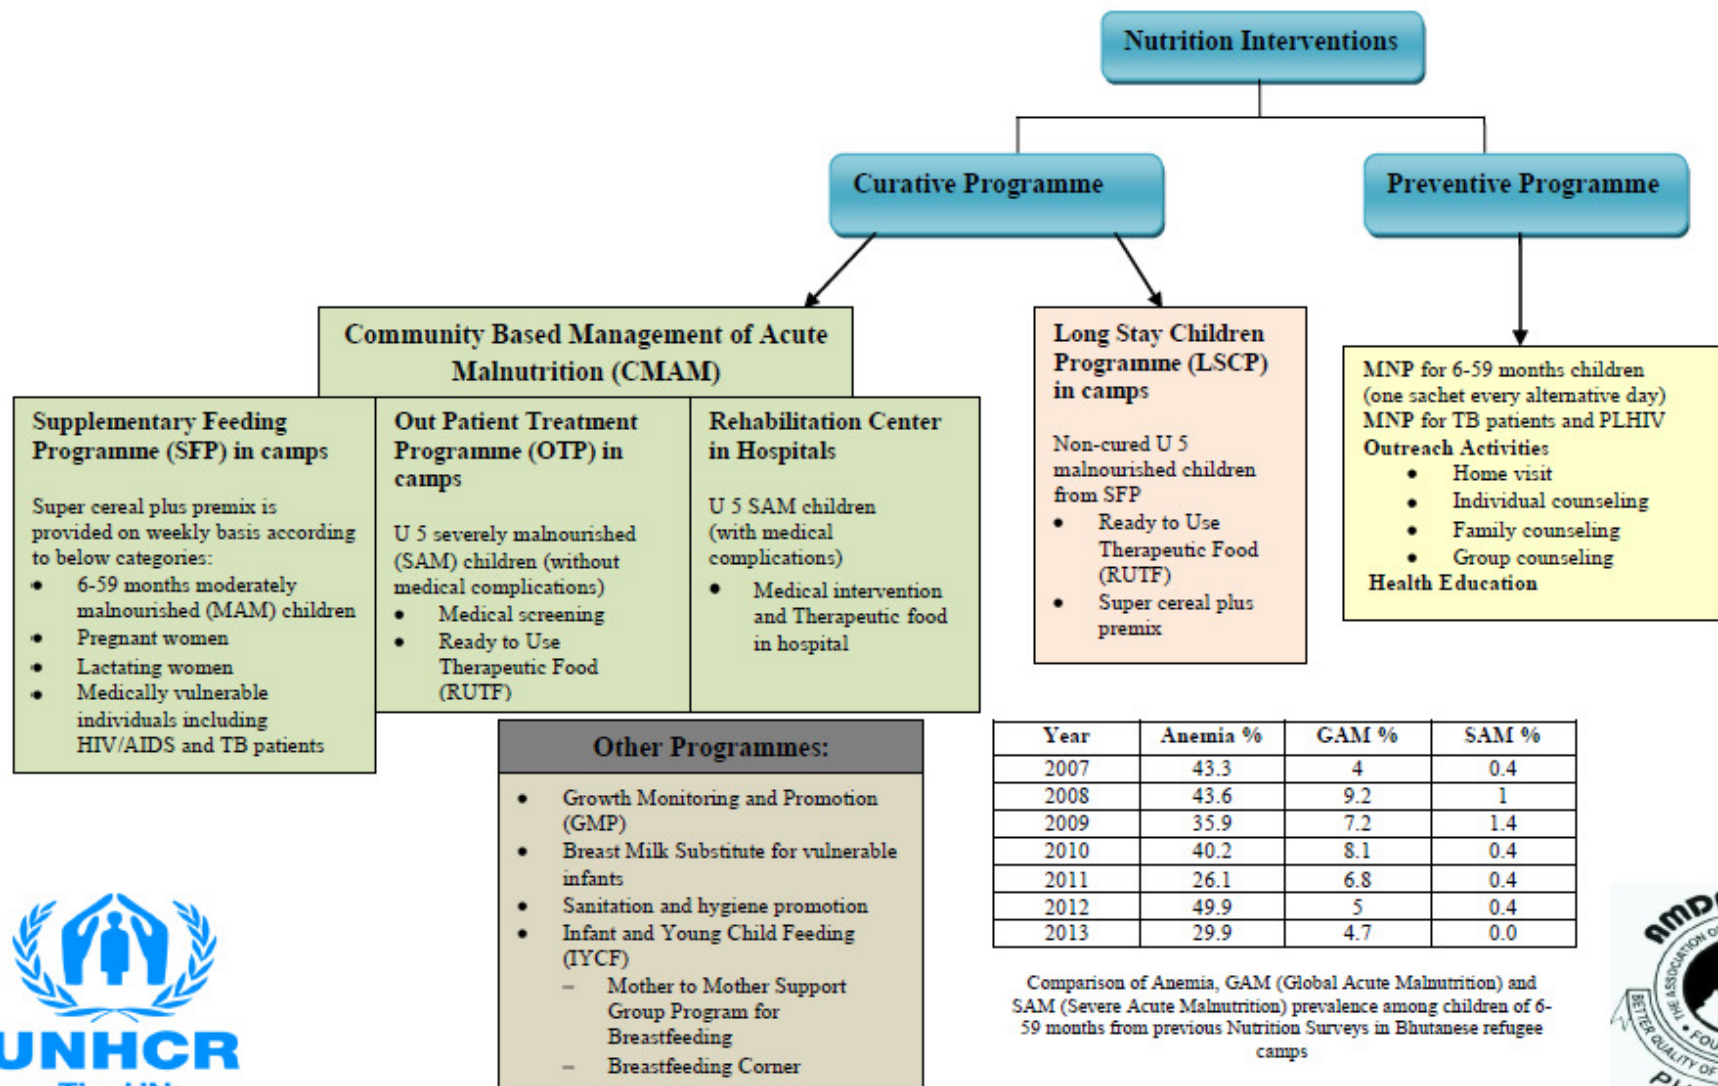 Nutrition Interventions
Curative Programme
Preventive Programme
Community Based Management of Acute
Malnutrition (CMAM)
Supplementary Feeding
Programme (SFP) in camps
Super cereal plus premix is
provided on weekly basis according
to below categories:
• 6-59 months moderately
malnourished (MAM) children
• Pregnant women
• Lactating women
• Medically vulnerable
individuals including
HIV/AIDS and TB patients
Out Patient Treatment
Programme (OTP) in
camps
U 5 severely malnourished
(SAM) children (without
medical complications)
• Medical screening
• Ready to Use
Therapeutic Food
(RUTF)
Rehabilitation Center
in Hospitals
U 5 SAM children
(with medical
complications)
• Medical intervention
and Therapeutic food
in hospital
Long Stay Children
Programme (LSCP)
in camps
Non-cured U 5
malnourished children
from SFP
• Ready to Use
Therapeutic Food
(RUTF)
• Super cereal plus
premix
MNP for 6-59 months children
(one sachet every alternative day)
MNP for TB patients and PLHIV
Outreach Activities
• Home visit
• Individual counseling
• Family counseling
• Group counseling
Health Education
Other Programmes:
• Growth Monitoring and Promotion
(GMP)
• Breast Milk Substitute for vulnerable
infants
• Sanitation and hygiene promotion
• Infant and Young Child Feeding
(IYCF)
– Mother to Mother Support
Group Program for
Breastfeeding
– Breastfeeding Corner
Year Anemia % GAM % SAM %
2007 43.3 4 0.4
2008 43.6 9.2 1
2009 35.9 7.2 1.4
2010 40.2 8.1 0.4
2011 26.1 6.8 0.4
2012 49.9 5 0.4
2013 29.9 4.7 0.0
Comparison of Anemia, GAM (Global Acute Malnutrition) and
SAM (Severe Acute Malnutrition) prevalence among children of 6-
59 months from previous Nutrition Surveys in Bhutanese refugee
camps
UNHCR
THE ASSOCIATION OF
BETTER QUALITY OF